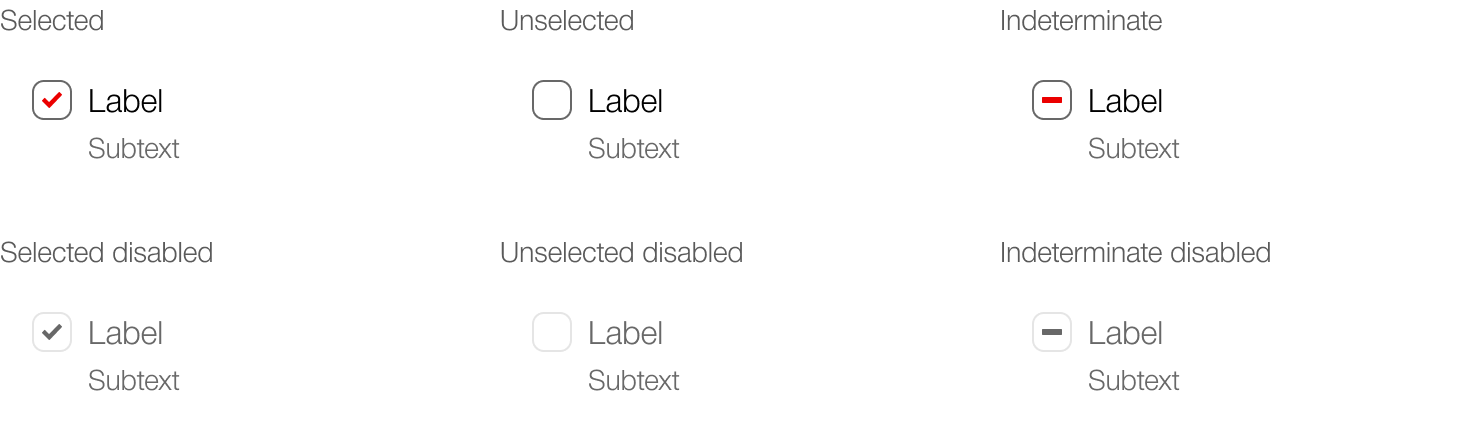 Selected
Unselected
Indeterminate
Label
Label
Label
Subtext
Subtext
Subtext
Selected disabled
Unselected disabled
Indeterminate disabled
Label
Label
Label
Subtext
Subtext
Subtext